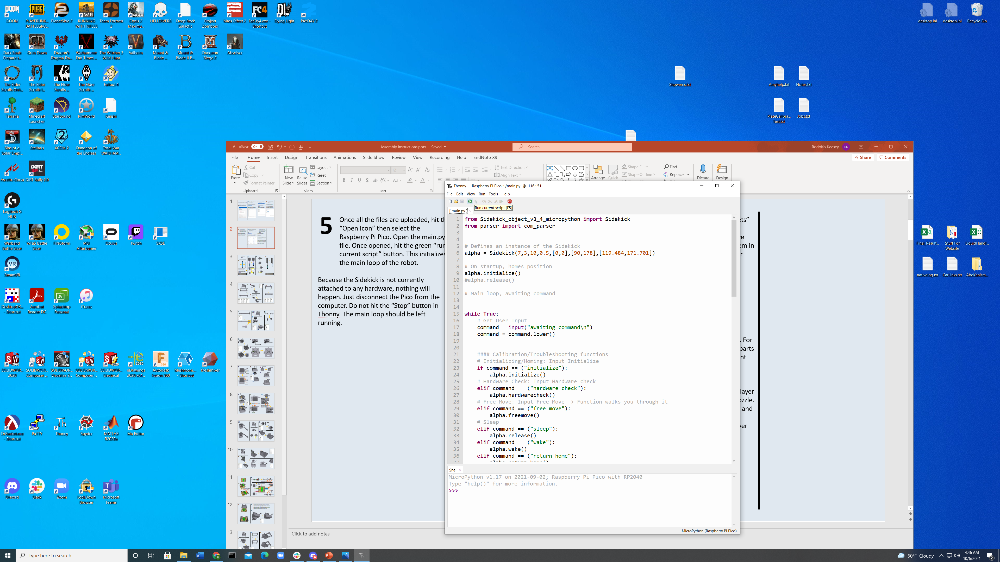 DOOM
PLAYERUNK...
BATTLEGRO...
PlanetSide 2
RUNNING
WITH RIFLES
Team Fortress
2
Crysis 2
Maximu...
HELLDIVERS
Deep Rock
Galactic
Project
Zomboid
Mass Effect 2
FarCry4.exe -
Shortcut
Dying Light
PAYDAY 2
desktop.ini
desktop.ini
Recycle Bin
Dark Souls
Prepare t...
Grim Dawn
Dragon's
Dogma Da...
Warhammer
End Times ...
The Witcher 3
Wild Hunt
Valheim
Mount &
Blade ...
Mount &
Blade II B...
Dungeon
Siege 2
Absolver
The Elder
Scrolls Onli...
The Elder
Scrolls I...
The Elder
Scrolls ...
The Elder
Scrolls ...
Fallout 4
Shpwerns.txt
Amyhelp.txt
Notes.txt
Terraria
Minecraft
Launcher
Starbound
RimWorld
Kenshi
PlateCalibra...
Test.txt
Jobs.txt
Sins of a
Solar Empi...
Stellaris
XCOM 2
Dungeon of
the Endless
Total War
WARHAM...
Assetto Corsa
DiRT Rally 2.0
Logitech G
HUB
Warband
Battle Sizer
WFaS Battle
Sizer
FireStorm
MSI
Afterburner
Oculus
Twitch
SKSE
SteamVR
DesktopOK...
- Shortcut
Acrobat
Reader DC
Splashtop
Personal
iTunes
SOLIDWOR...
2020
SOLIDWOR...
Composer ...
SOLIDWOR...
Visualize 2...
SOLIDWOR...
Composer ...
SOLIDWOR...
Electrical
eDrawings
2020 x64...
Autodesk
Fusion 360
Meshroom....
- Shortcut
Meshmixer
DrRacket.exe
- Shortcut
PuTTY
Thonny
Spyder
MATLAB
R2020a
Mu Editor
Discord
Slack
Zoom
LockDown
Browser
Microsoft
Teams
Final_Result...
Stuff For
Website
LiquidHandl...
nativelog.txt
CarLinks.txt
AbeKanism...
AutoSave On
Assembly Instructions.pptx - Saved
Search
Rodolfo Keesey RK
File Home Insert Design Transitions Animations Slide Show Review View Recording Help EndNote X9
Share Comments
Paste
Cut
Copy
Format Painter
Clipboard
New
Slide
Reuse
Slides
Layout
Reset
Section
Slides
12
Font
Text Direction
Align Text
Arrange
Quick
Shape Fill
Shape Outline
Find
Replace
Dictate
Design
1
2
3
4
5
6
7
8
9
10
11
12
13
5
Once all the files are uploaded, hit th
“Open Icon” then select the
Raspberry Pi Pico. Open the main.py
file. Once opened, hit the green “run
current script” button. This initializes
the main loop of the robot.
Because the Sidekick is not currently
attached to any hardware, nothing will
happen. Just disconnect the Pico from the
computer. Do not hit the “Stop” button in
Thonny. The main loop should be left
running.
ets”
ve
em in
r
. For
parts
nt
layer
ozzle.
and
yer
Click to add notes
Thonny - Raspberry Pi Pico :: /main.py @ 116 : 51
File Edit View Run Tools Help
Run current script (F5)
[ main.py ]
1 from Sidekick_object_v3_4_micropython import Sidekick
2 from parser import com_parser
3
4
5 # Defines an instance of the Sidekick
6 alpha = Sidekick(7,3,10,0.5,[0,0],[90,178],[119.484,171.701])
7
8 # On startup, homes position
9 alpha.initialize()
10 #alpha.release()
11
12 # Main loop, awaiting command
13
14
15 while True:
16 # Get User Input
17 command = input("awaiting command\n")
18 command = command.lower()
19
20
21 #### Calibration/Troubleshooting functions
22 # Initializing/Homing: Input Initialize
23 if command == ("initialize"):
24 alpha.initialize()
25 # Hardware Check: Input Hardware check
26 elif command == ("hardware check"):
27 alpha.hardwarecheck()
28 # Free Move: Input Free Move -> Function walks you through it
29 elif command == ("free move"):
30 alpha.freemove()
31 # Sleep
32 elif command == ("sleep"):
33 alpha.release()
34 elif command == ("wake"):
35 alpha.wake()
36 elif command == ("return home"):
37 alpha.return_home()
Shell
MicroPython v1.17 on 2021-09-02; Raspberry Pi Pico with RP2040
Type "help()" for more information.
>>>
MicroPython (Raspberry Pi Pico)
Type here to search
60°F Cloudy
4:46 AM
10/6/2021
2